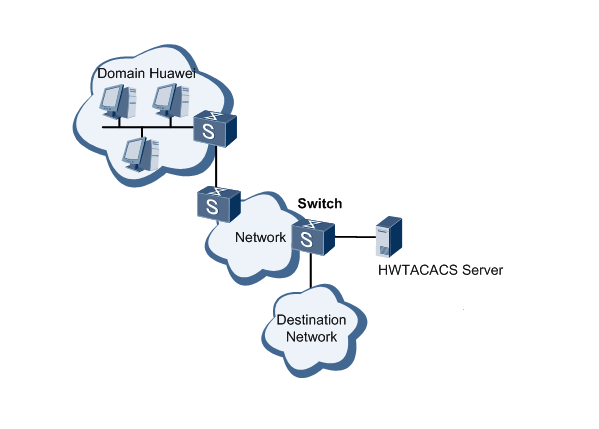 Domain Huawei
S
S
Switch
S
Network
HWTACACS Server
Destination
Network